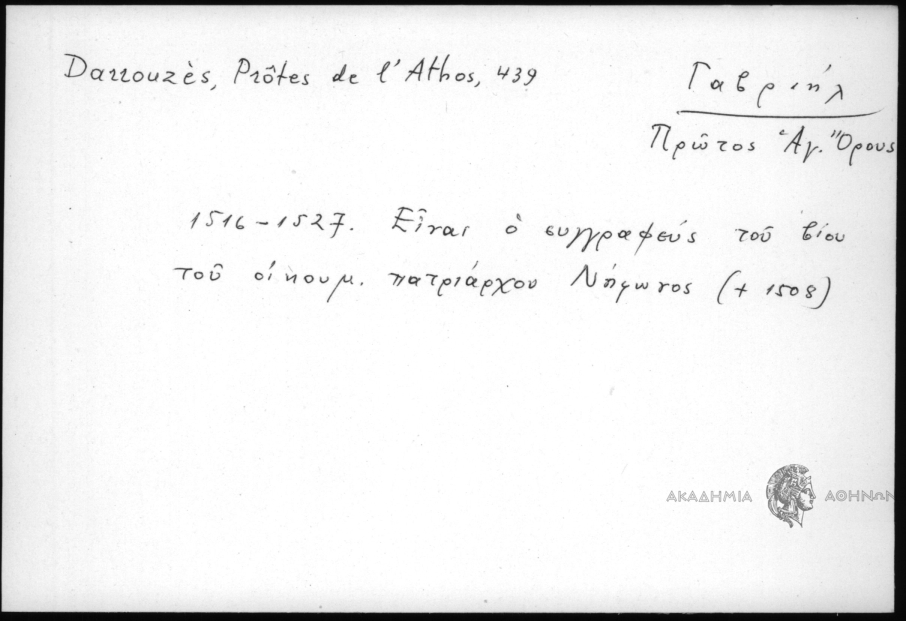 Darrouzès, Prôtes de l'Athos, 439
Γαβριήλ
Πρῶτος Ἁγ. Ὄρους
1516-1527. Εἶναι ὁ συγγραφεύς τοῦ βίου
τοῦ οἰκουμ. πατριάρχου Νήφωνος (+ 1508)
ΑΚΑΔΗΜΙΑ ΑΘΗΝΩΝ